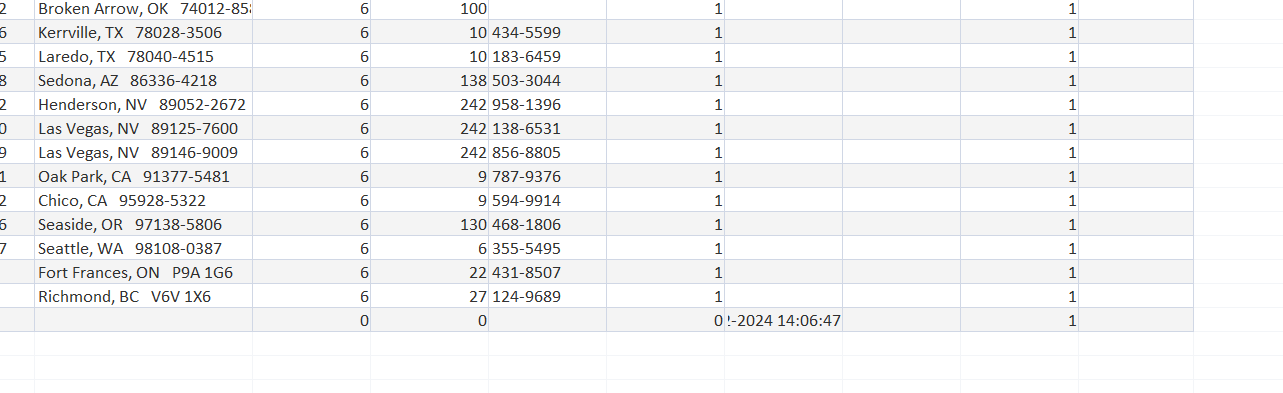 2 Broken Arrow, OK 74012-85 6 100 1 1
6 Kerrville, TX 78028-3506 6 10 434-5599 1 1
5 Laredo, TX 78040-4515 6 10 183-6459 1 1
8 Sedona, AZ 86336-4218 6 138 503-3044 1 1
2 Henderson, NV 89052-2672 6 242 958-1396 1 1
0 Las Vegas, NV 89125-7600 6 242 138-6531 1 1
9 Las Vegas, NV 89146-9009 6 242 856-8805 1 1
1 Oak Park, CA 91377-5481 6 9 787-9376 1 1
2 Chico, CA 95928-5322 6 9 594-9914 1 1
6 Seaside, OR 97138-5806 6 130 468-1806 1 1
7 Seattle, WA 98108-0387 6 6 355-5495 1 1
Fort Frances, ON P9A 1G6 6 22 431-8507 1 1
Richmond, BC V6V 1X6 6 27 124-9689 1 1
0 0 0 2-2024 14:06:47 1